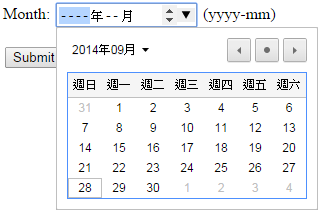 Month: ----年--月 (yyyy-mm)
Submit
2014年09月
週日 週一 週二 週三 週四 週五 週六
31 1 2 3 4 5 6
7 8 9 10 11 12 13
14 15 16 17 18 19 20
21 22 23 24 25 26 27
28 29 30 1 2 3 4